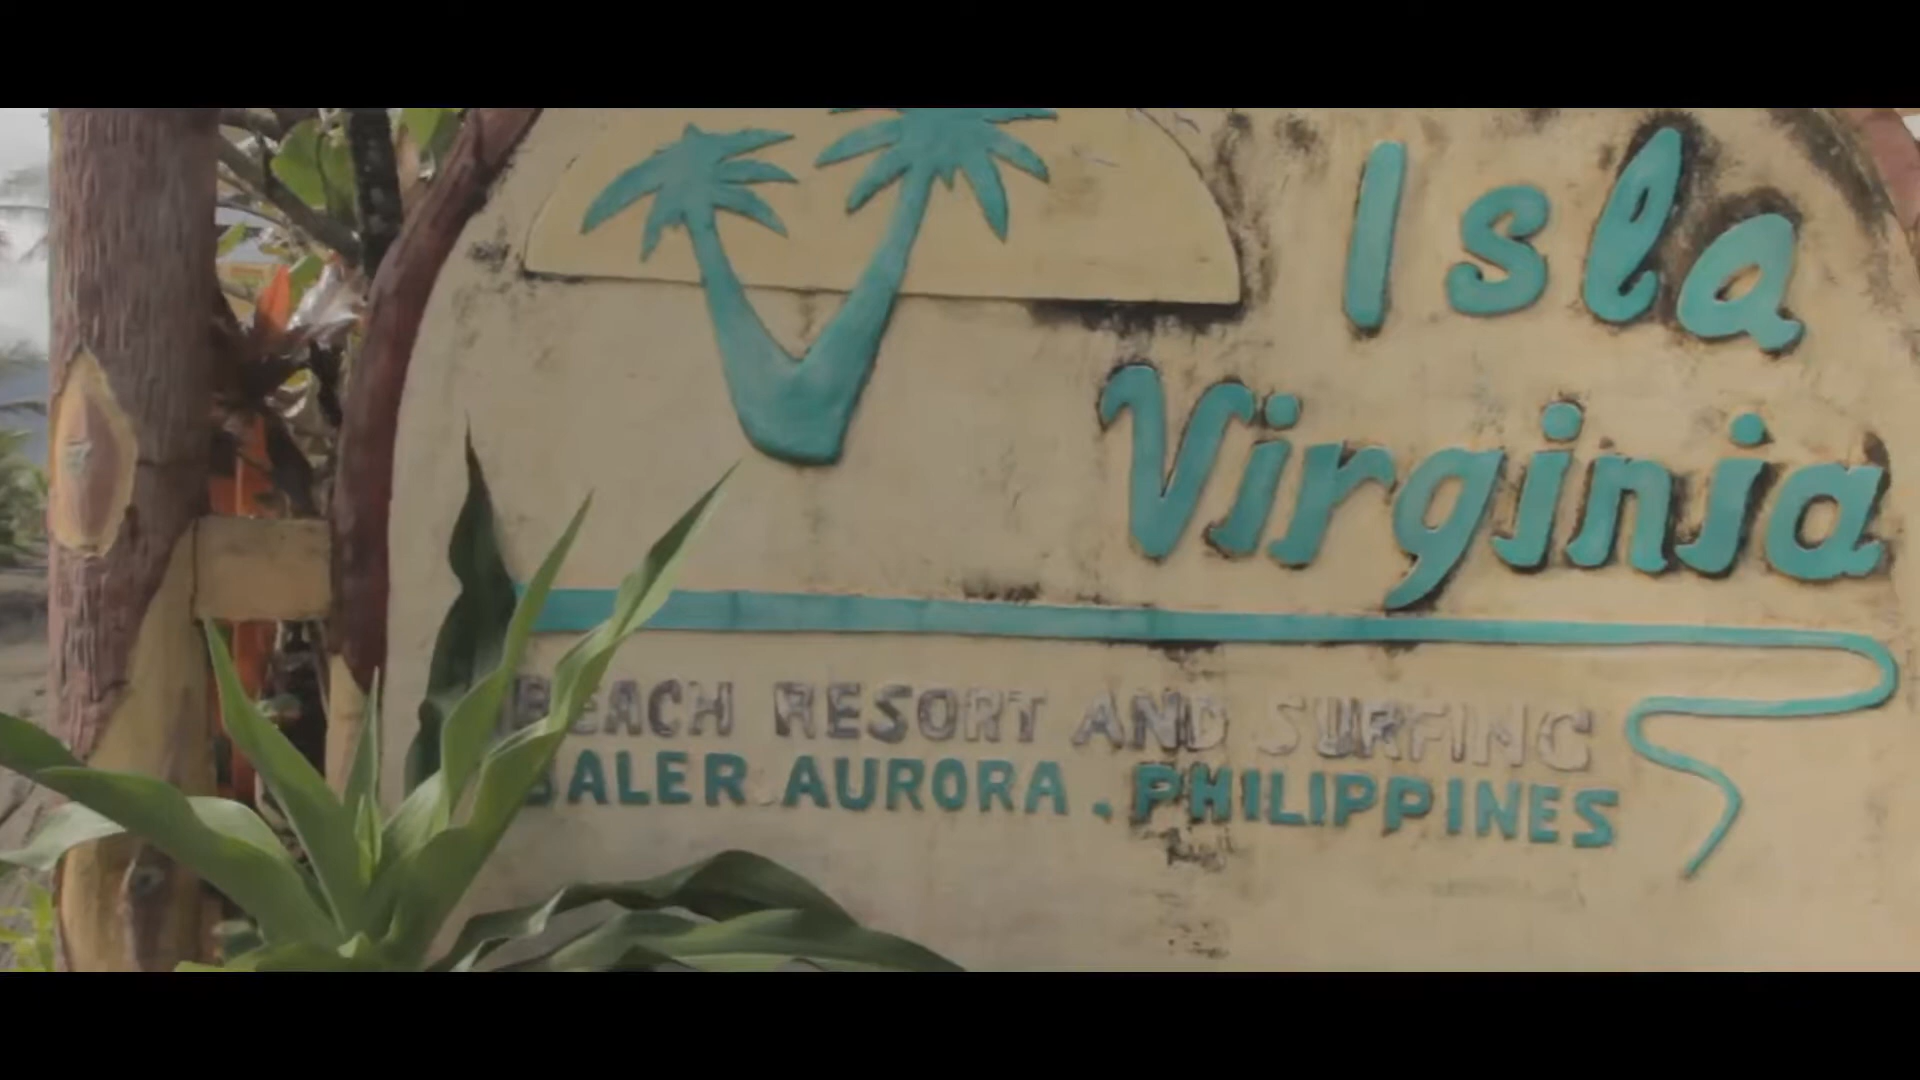 Isla
Virginia
BEACH RESORT AND SURFING
BALER AURORA . PHILIPPINES